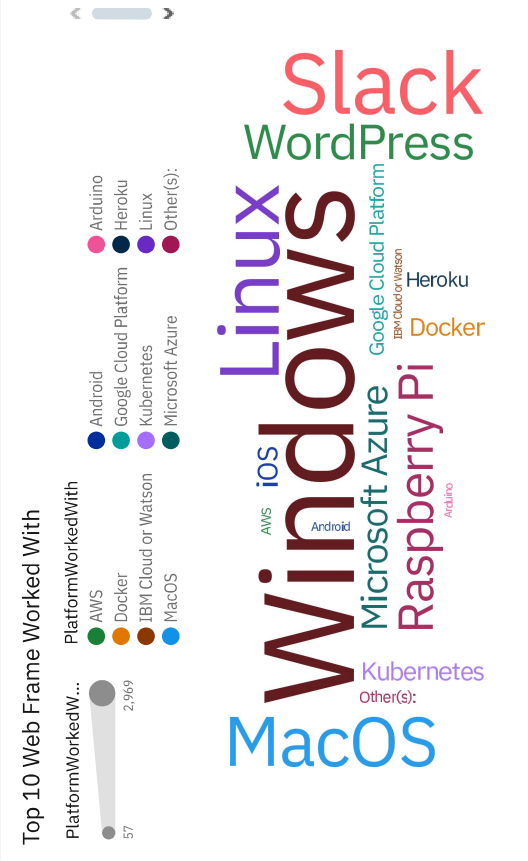 Top 10 Web Frame Worked With
PlatformWorkedW...
57
2,969
PlatformWorkedWith
AWS
Android
Arduino
Docker
Google Cloud Platform
Heroku
IBM Cloud or Watson
Kubernetes
Linux
MacOS
Microsoft Azure
Other(s):
Linux
AWS
iOS
Windows
Android
Slack
WordPress
Microsoft Azure
Google Cloud Platform
IBM Cloud or Watson
Heroku
Docker
Raspberry Pi
Arduino
Kubernetes
Other(s):
MacOS